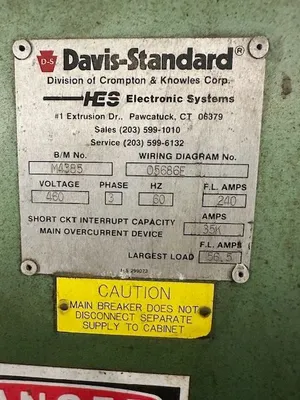 D-S Davis-Standard®
Division of Crompton & Knowles Corp.
HES Electronic Systems
#1 Extrusion Dr., Pawcatuck, CT 06379
Sales (203) 599-1010
Service (203) 599-6132
B/M No. WIRING DIAGRAM No.
M4385 05686E
VOLTAGE PHASE HZ F.L. AMPS
460 3 60 240
SHORT CKT INTERRUPT CAPACITY AMPS
MAIN OVERCURRENT DEVICE 35K
F.L. AMPS
LARGEST LOAD 56.5
CAUTION
MAIN BREAKER DOES NOT
DISCONNECT SEPARATE
SUPPLY TO CABINET